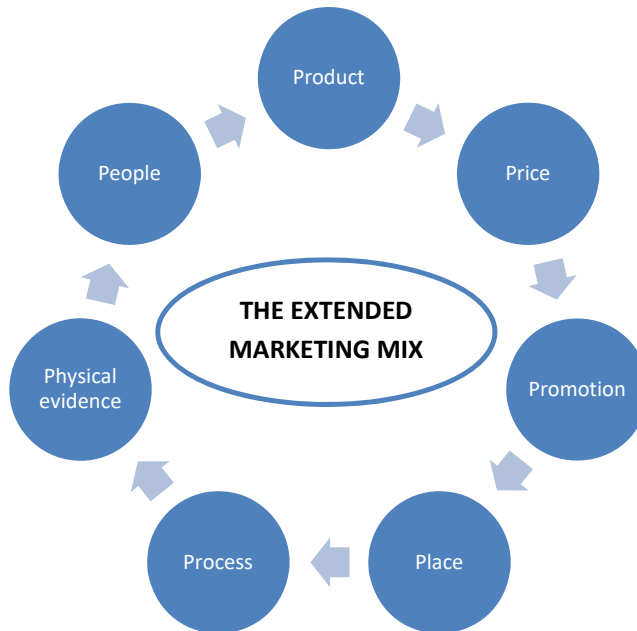 Product
Price
Promotion
Place
Process
Physical
evidence
People
THE EXTENDED
MARKETING MIX